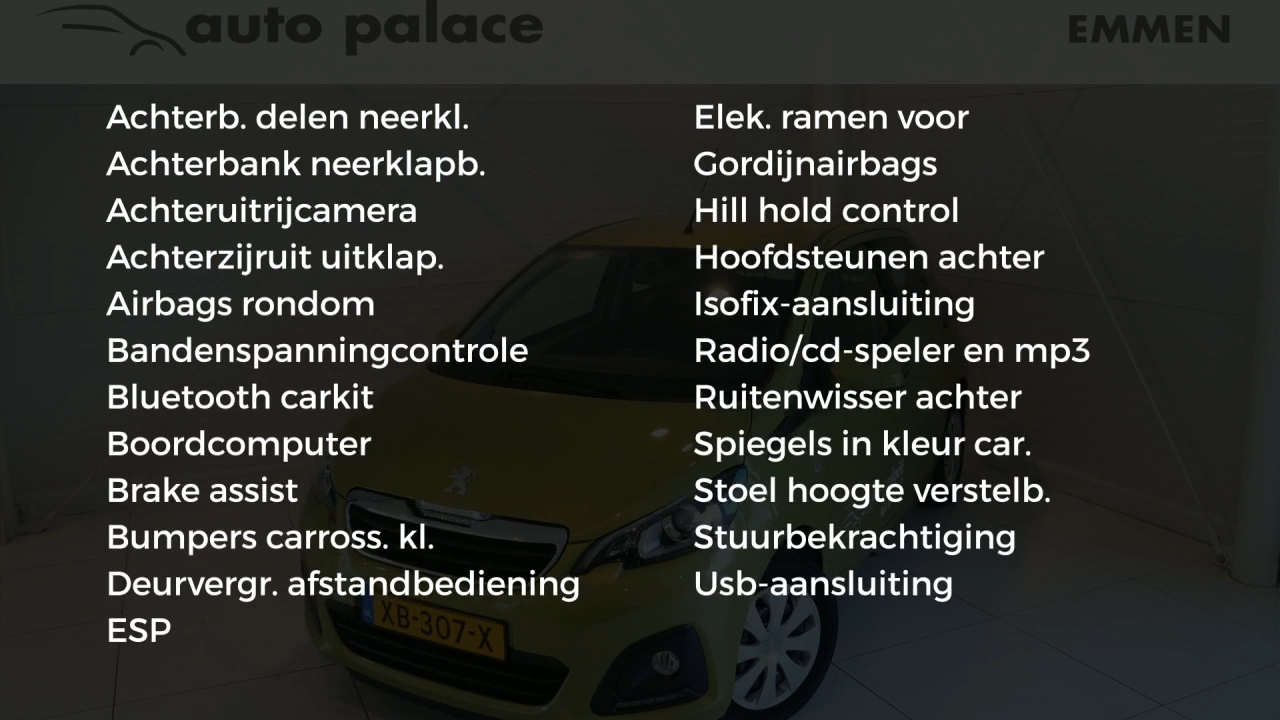 auto palace
EMMEN
Achterb. delen neerkl.
Achterbank neerklapb.
Achteruitrijcamera
Achterzijruit uitklap.
Airbags rondom
Bandenspanningcontrole
Bluetooth carkit
Boordcomputer
Brake assist
Bumpers carross. kl.
Deurvergr. afstandbediening
ESP
Elek. ramen voor
Gordijnairbags
Hill hold control
Hoofdsteunen achter
Isofix-aansluiting
Radio/cd-speler en mp3
Ruitenwisser achter
Spiegels in kleur car.
Stoel hoogte verstelb.
Stuurbekrachtiging
Usb-aansluiting
XB-307-X